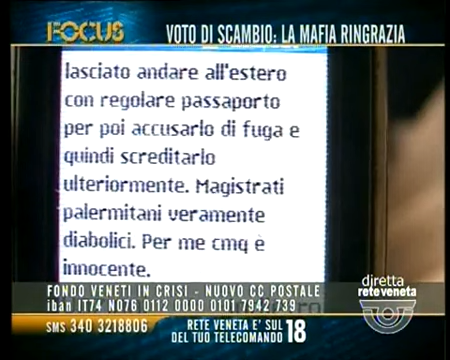 FOCUS
VOTO DI SCAMBIO: LA MAFIA RINGRAZIA
lasciato andare all'estero
con regolare passaporto
per poi accusarlo di fuga e
quindi screditarlo
ulteriormente. Magistrati
palermitani veramente
diabolici. Per me cmq è
innocente.
FONDO VENETI IN CRISI - NUOVO CC POSTALE
iban IT74 N076 0112 0000 0101 7942 739
diretta
reteveneta
SMS 340 3218806
RETE VENETA E' SUL
DEL TUO TELECOMANDO 18